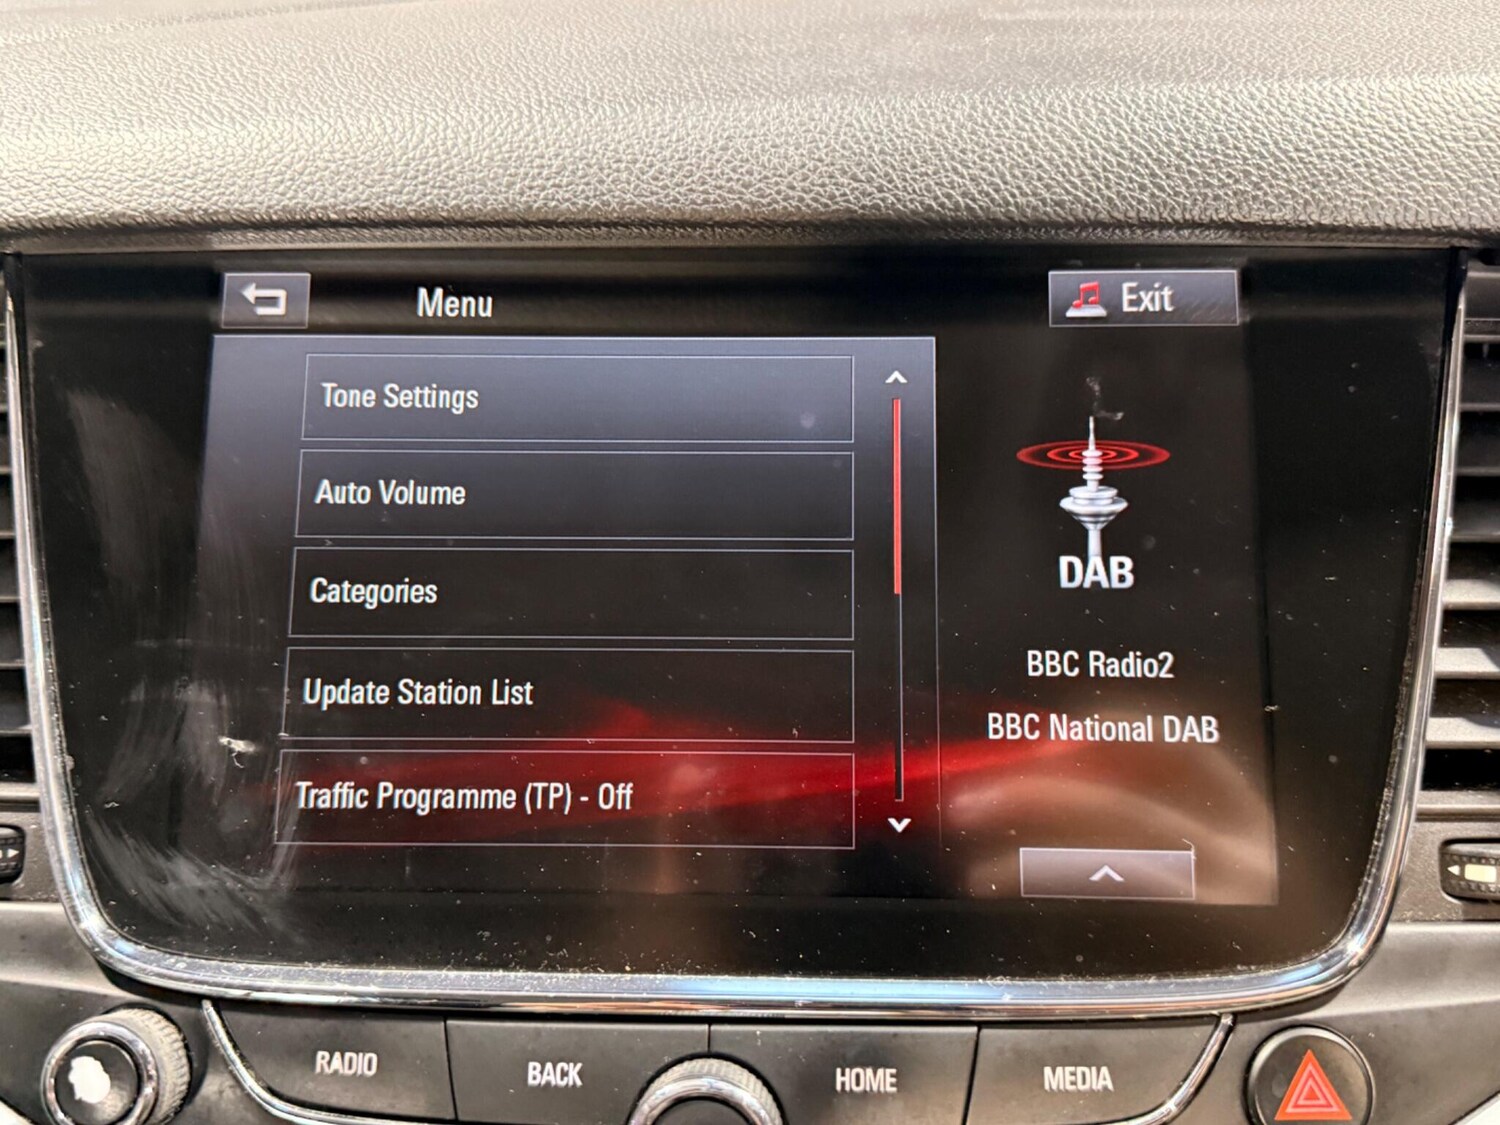 Menu
Exit
Tone Settings
Auto Volume
Categories
Update Station List
Traffic Programme (TP) - Off
DAB
BBC Radio2
BBC National DAB
RADIO
BACK
HOME
MEDIA